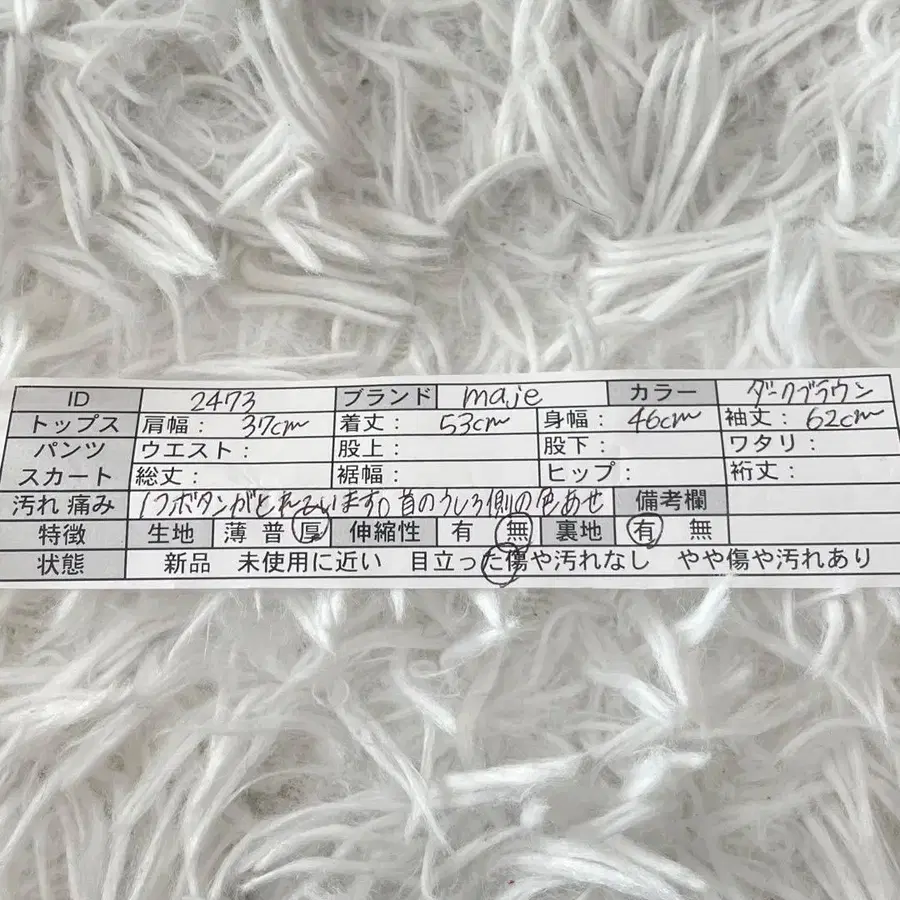 ID 2473 ブランド maje カラー ダークブラウン
トップス 肩幅： 37cm 着丈： 53cm 身幅： 46cm 袖丈： 62cm
パンツ ウエスト： 股上： 股下： ワタリ：
スカート 総丈： 裾幅： ヒップ： 裄丈：
汚れ 痛み 1つボタンがとれています。首のうしろ側の色あせ 備考欄
特徴 生地 薄 普 厚 伸縮性 有 無 裏地 有 無
状態 新品 未使用に近い 目立った傷や汚れなし やや傷や汚れあり